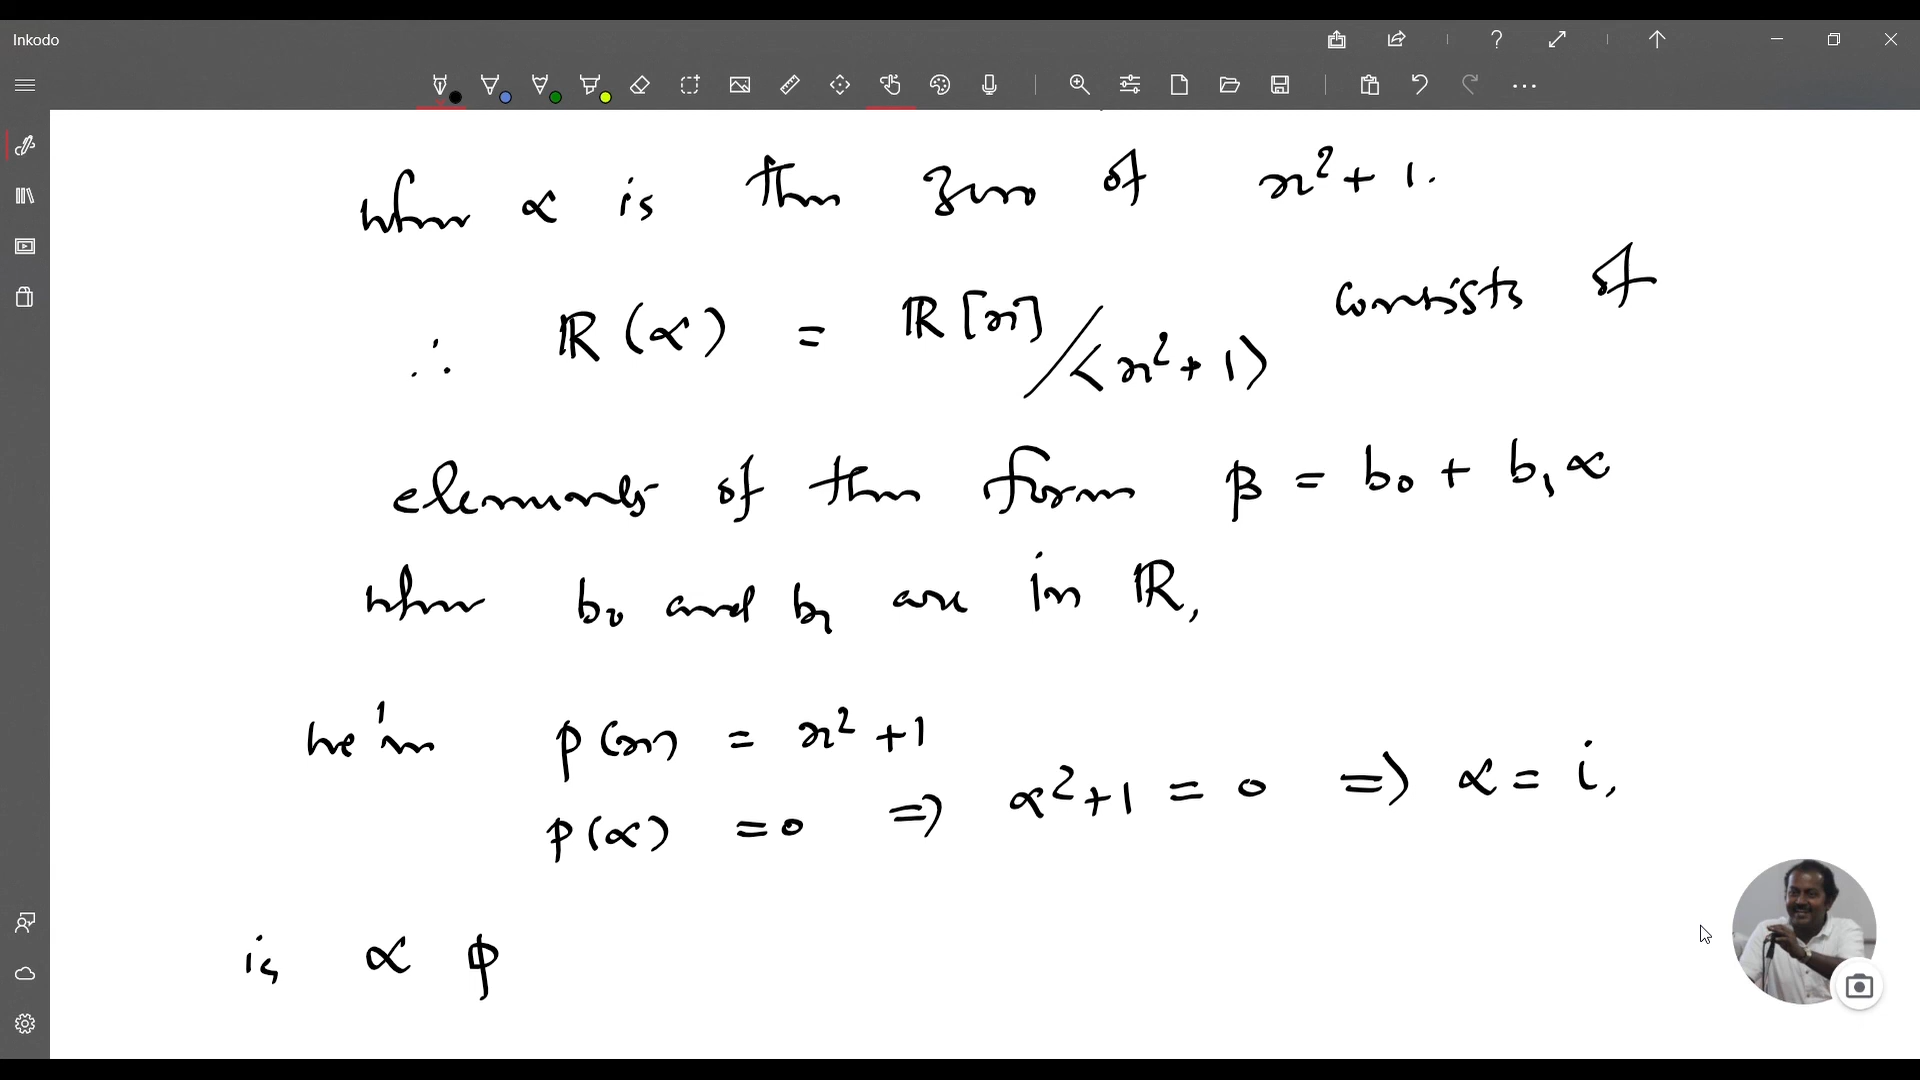 Inkodo
where α is the zero of x² + 1.
∴ ℝ(α) = ℝ[x] / ⟨x² + 1⟩ consists of
elements of the form β = b₀ + b₁α
where b₀ and b₁ are in ℝ,
p(x) = x² + 1
p(α) = 0 ⇒ α² + 1 = 0 ⇒ α = i,
is α